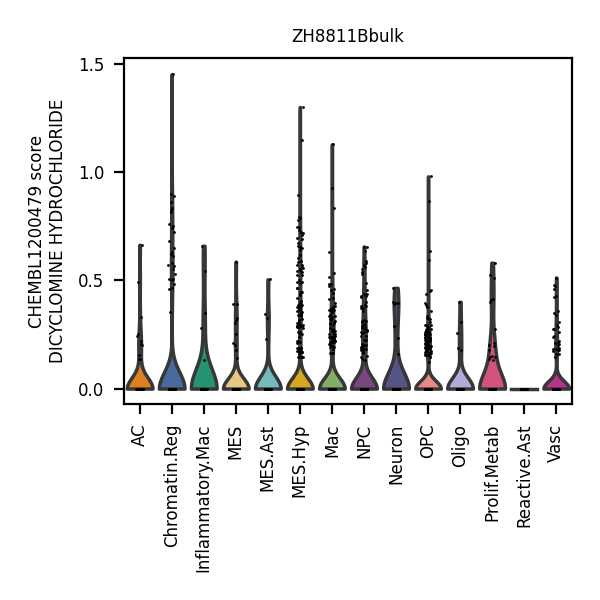 ZH8811Bbulk
CHEMBL1200479 score
DICYCLOMINE HYDROCHLORIDE
1.5
1.0
0.5
0.0
AC
Chromatin.Reg
Inflammatory.Mac
MES
MES.Ast
MES.Hyp
Mac
NPC
Neuron
OPC
Oligo
Prolif.Metab
Reactive.Ast
Vasc